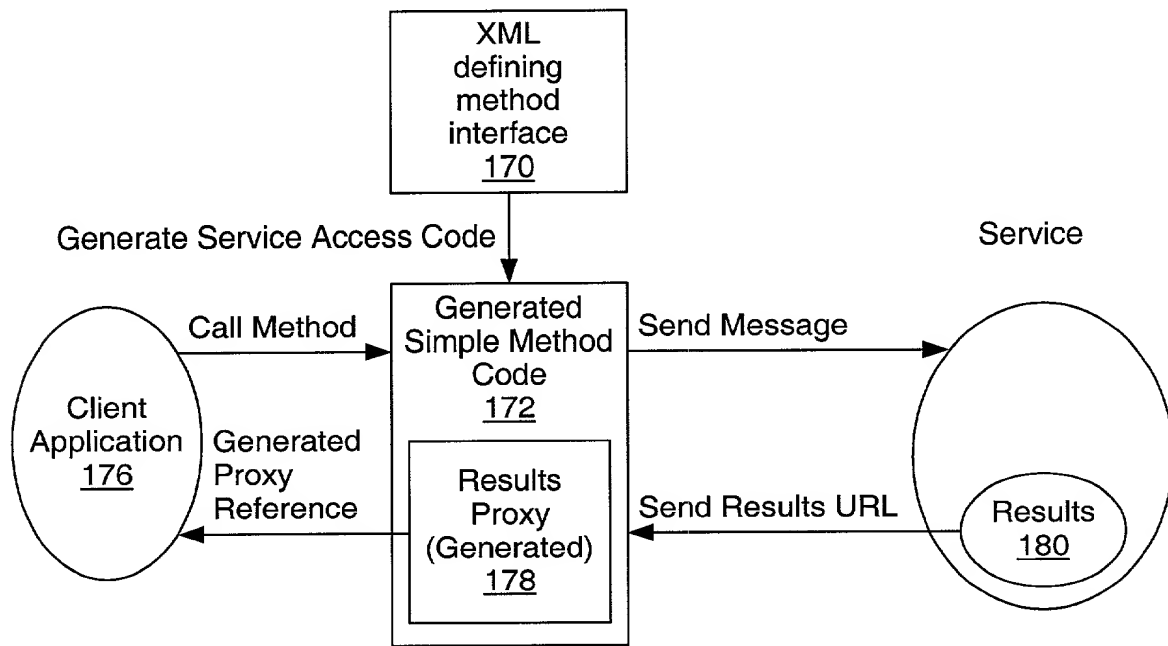 XML
defining
method
interface
170
Generate Service Access Code
Service
Call Method
Generated
Simple Method
Code
172
Send Message
Client
Application
176
Generated
Proxy
Reference
Results
Proxy
(Generated)
178
Send Results URL
Results
180